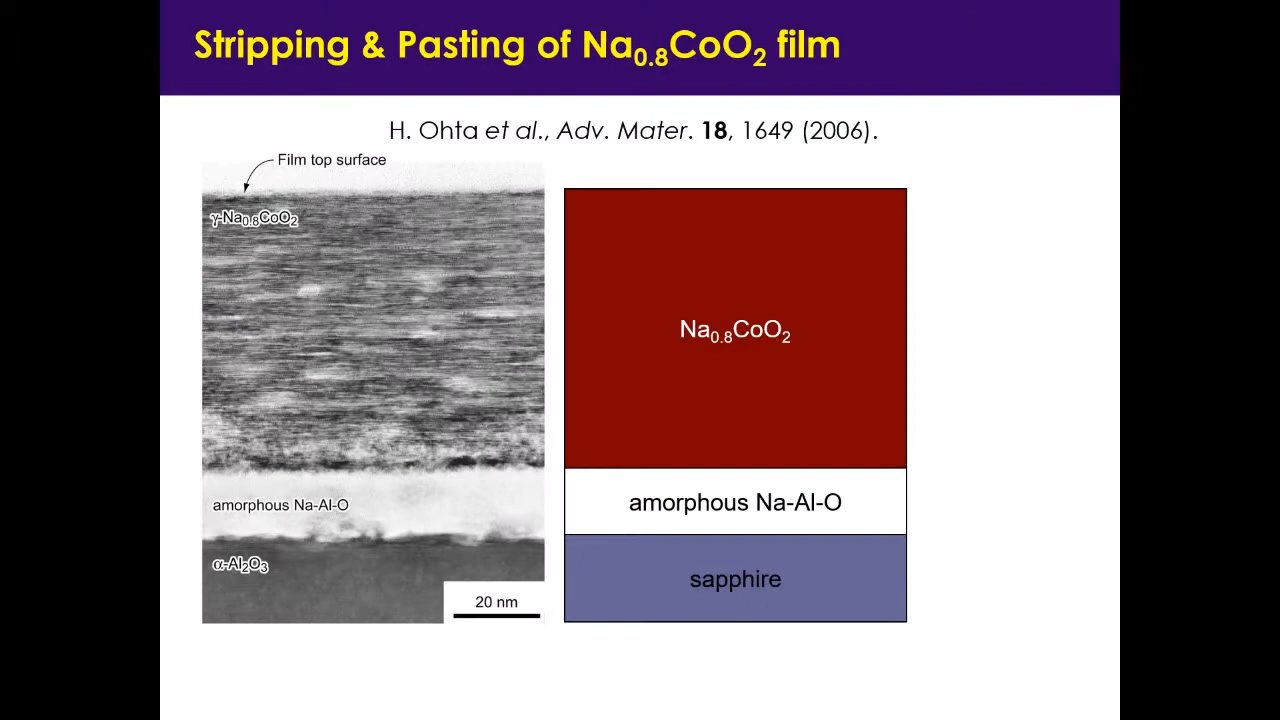 Stripping & Pasting of Na₀.₈CoO₂ film
H. Ohta et al., Adv. Mater. 18, 1649 (2006).
Film top surface
γ-Na₀.₈CoO₂
amorphous Na-Al-O
α-Al₂O₃
20 nm
Na₀.₈CoO₂
amorphous Na-Al-O
sapphire